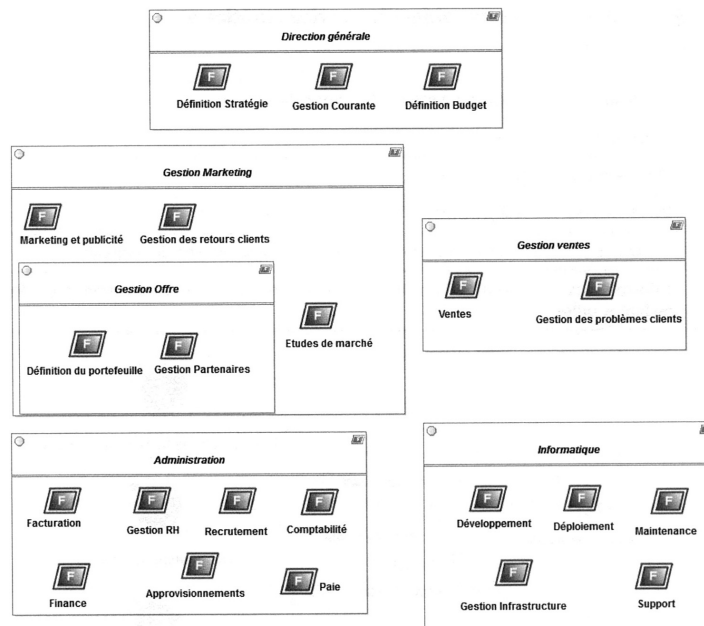 Direction générale
F F F
Définition Stratégie Gestion Courante Définition Budget
Gestion Marketing
F F
Marketing et publicité Gestion des retours clients
Gestion Offre
F F
Définition du portefeuille Gestion Partenaires
F
Etudes de marché
Gestion ventes
F F
Ventes Gestion des problèmes clients
Administration
F F F F
Facturation Gestion RH Recrutement Comptabilité
F F F Paie
Finance Approvisionnements
Informatique
F F F
Développement Déploiement Maintenance
F F
Gestion Infrastructure Support